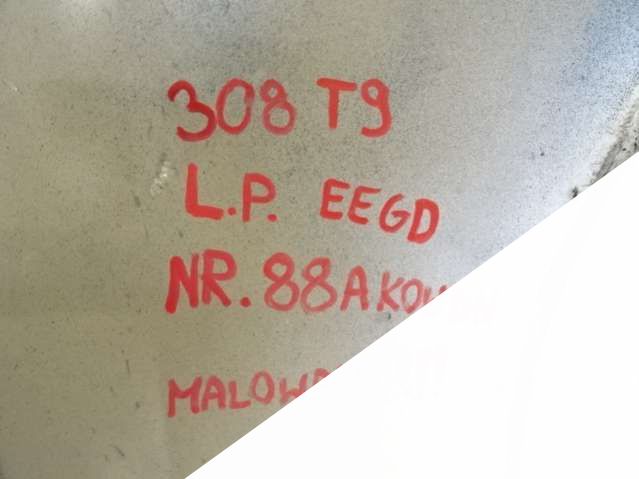 308 T9
L.P. EEGD
NR. 88A